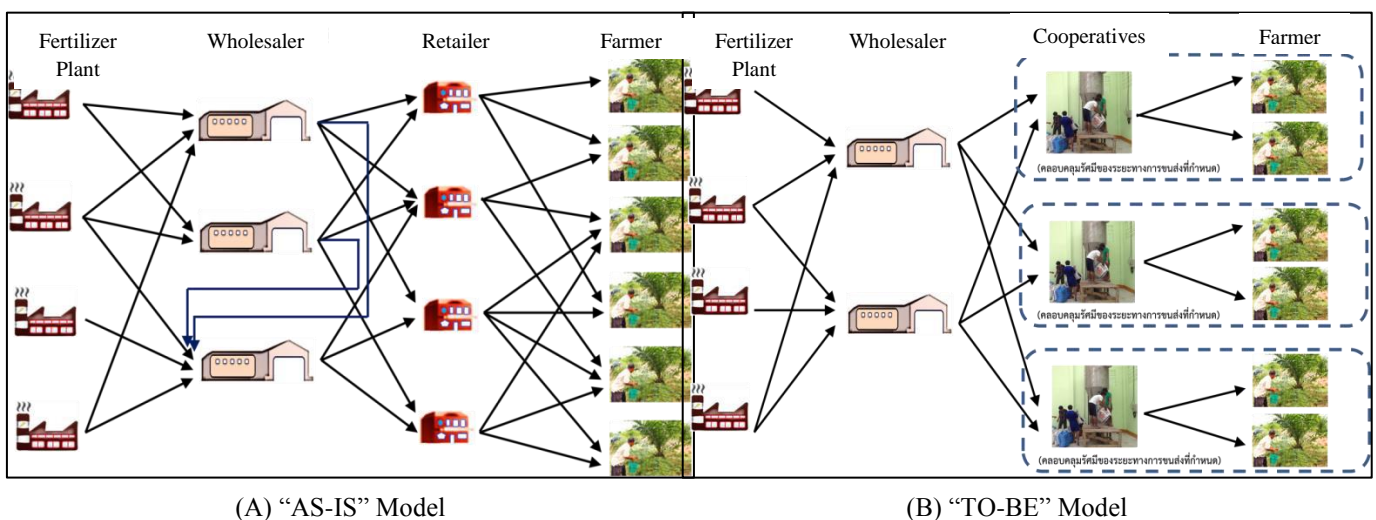 Fertilizer
Plant
Wholesaler
Retailer
Farmer
Fertilizer
Plant
Wholesaler
Cooperatives
Farmer
(คลอบคลุมรัศมีของระยะทางการขนส่งที่กำหนด)
(คลอบคลุมรัศมีของระยะทางการขนส่งที่กำหนด)
(คลอบคลุมรัศมีของระยะทางการขนส่งที่กำหนด)
(A) “AS-IS” Model
(B) “TO-BE” Model